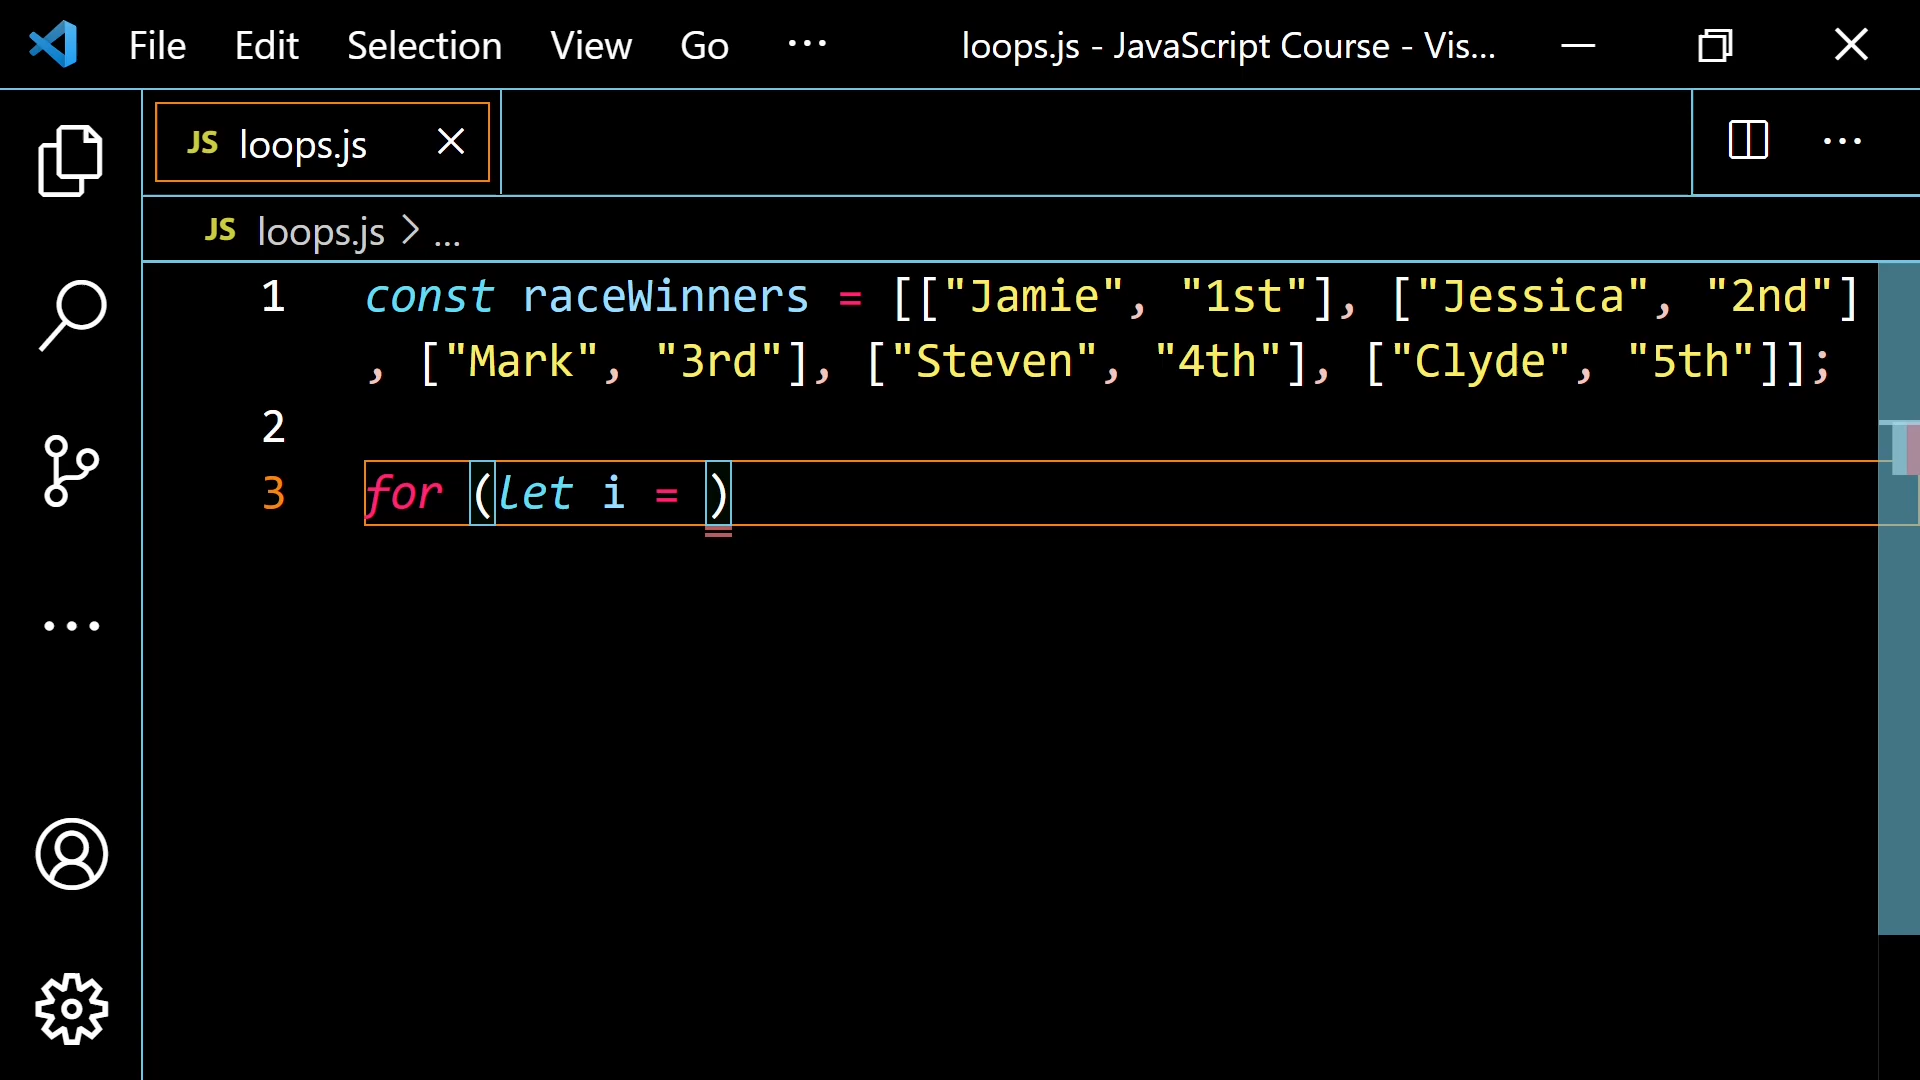 File Edit Selection View Go ··· loops.js - JavaScript Course - Vis...
JS loops.js
JS loops.js > ...
1 const raceWinners = [["Jamie", "1st"], ["Jessica", "2nd"]
, ["Mark", "3rd"], ["Steven", "4th"], ["Clyde", "5th"]];
2
3 for (let i = )